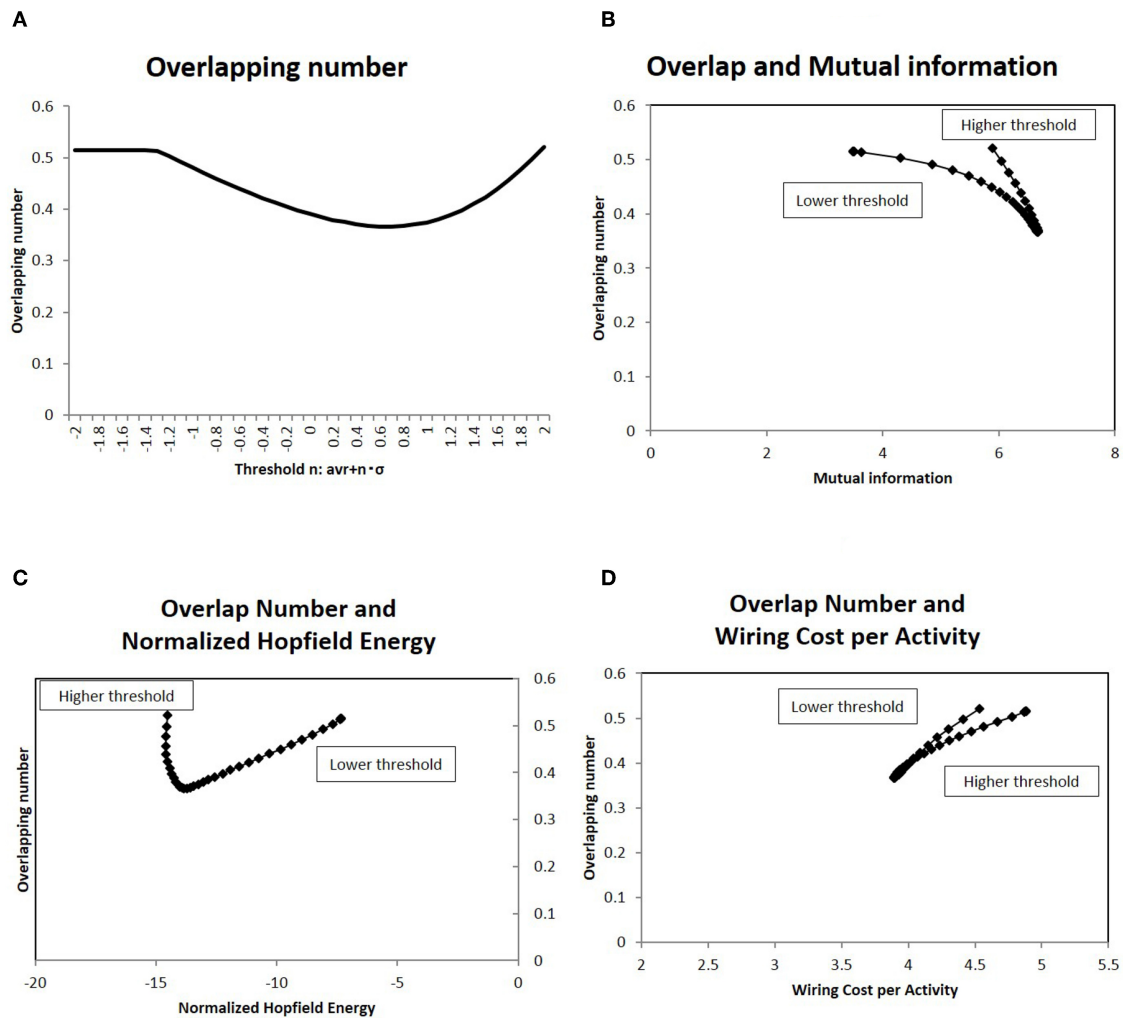 A
Overlapping number
0.6
0.5
0.4
0.3
0.2
0.1
0
Overlapping number
-2
-1.8
-1.6
-1.4
-1.2
-1
-0.8
-0.6
-0.4
-0.2
0
0.2
0.4
0.6
0.8
1
1.2
1.4
1.6
1.8
2
Threshold n: avr+n･σ
B
Overlap and Mutual information
0.6
0.5
0.4
0.3
0.2
0.1
0
Overlapping number
Higher threshold
Lower threshold
0 2 4 6 8
Mutual information
C
Overlap Number and
Normalized Hopfield Energy
Overlapping number
Higher threshold
Lower threshold
0.6
0.5
0.4
0.3
0.2
0.1
0
-20 -15 -10 -5 0
Normalized Hopfield Energy
D
Overlap Number and
Wiring Cost per Activity
0.6
0.5
0.4
0.3
0.2
0.1
0
Overlapping number
Lower threshold
Higher threshold
2 2.5 3 3.5 4 4.5 5 5.5
Wiring Cost per Activity